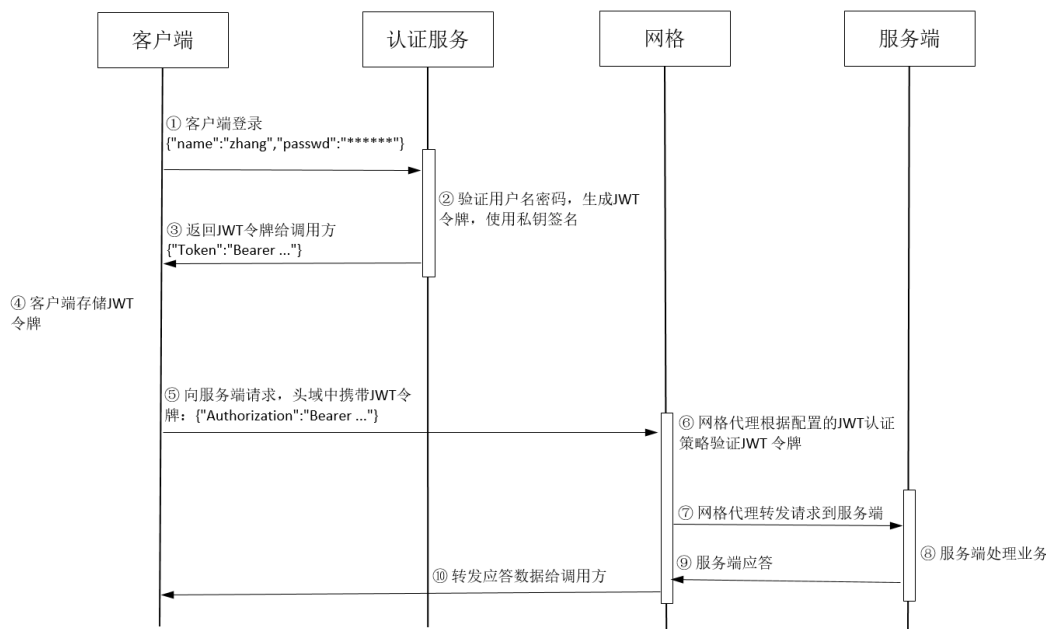 客户端
认证服务
网格
服务端
① 客户端登录
{"name":"zhang","passwd":"******"}
② 验证用户名密码，生成JWT
令牌，使用私钥签名
③ 返回JWT令牌给调用方
{"Token":"Bearer ..."}
④ 客户端存储JWT
令牌
⑤ 向服务端请求，头域中携带JWT令
牌：{"Authorization":"Bearer ..."}
⑥ 网格代理根据配置的JWT认证
策略验证JWT 令牌
⑦ 网格代理转发请求到服务端
⑧ 服务端处理业务
⑨ 服务端应答
⑩ 转发应答数据给调用方